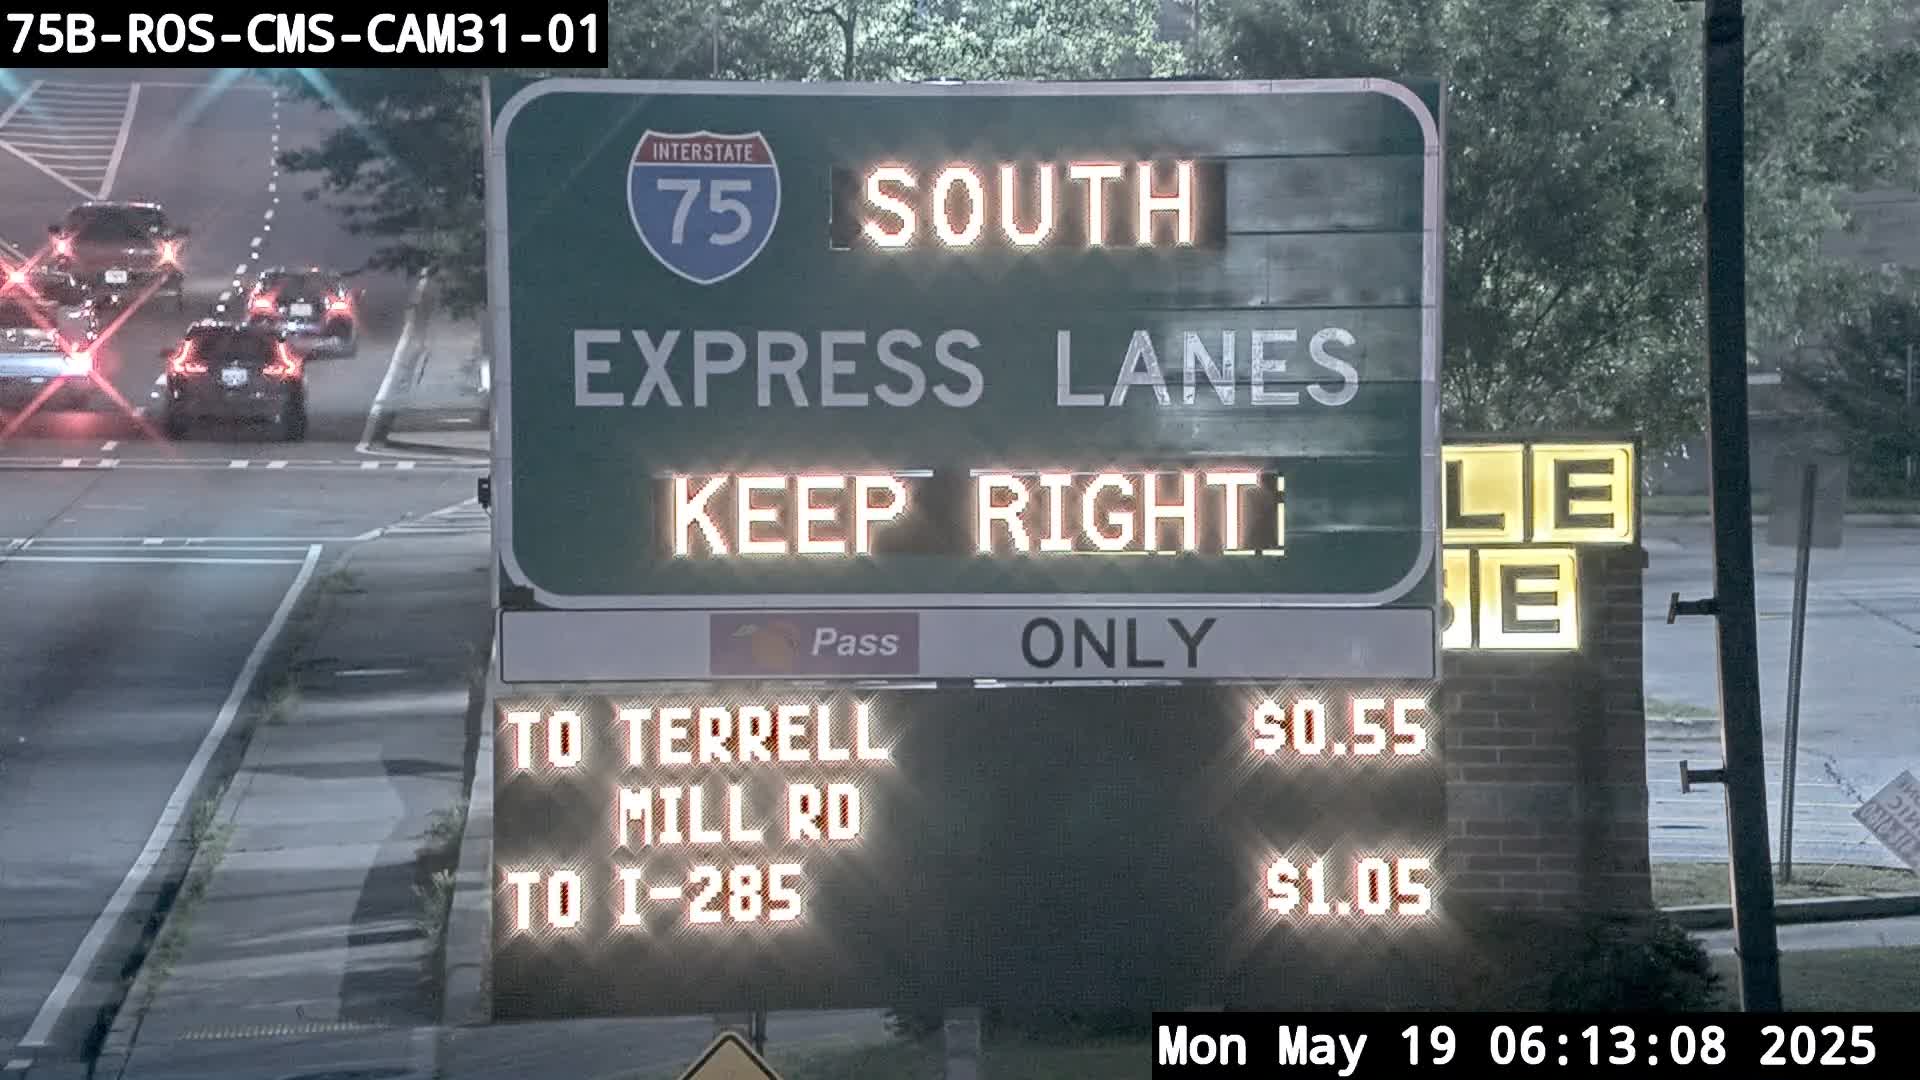 75B-ROS-CMS-CAM31-01
INTERSTATE
75
SOUTH
EXPRESS LANES
KEEP RIGHT
Pass ONLY
TO TERRELL $0.55
MILL RD
TO I-285 $1.05
LE
E
Mon May 19 06:13:08 2025